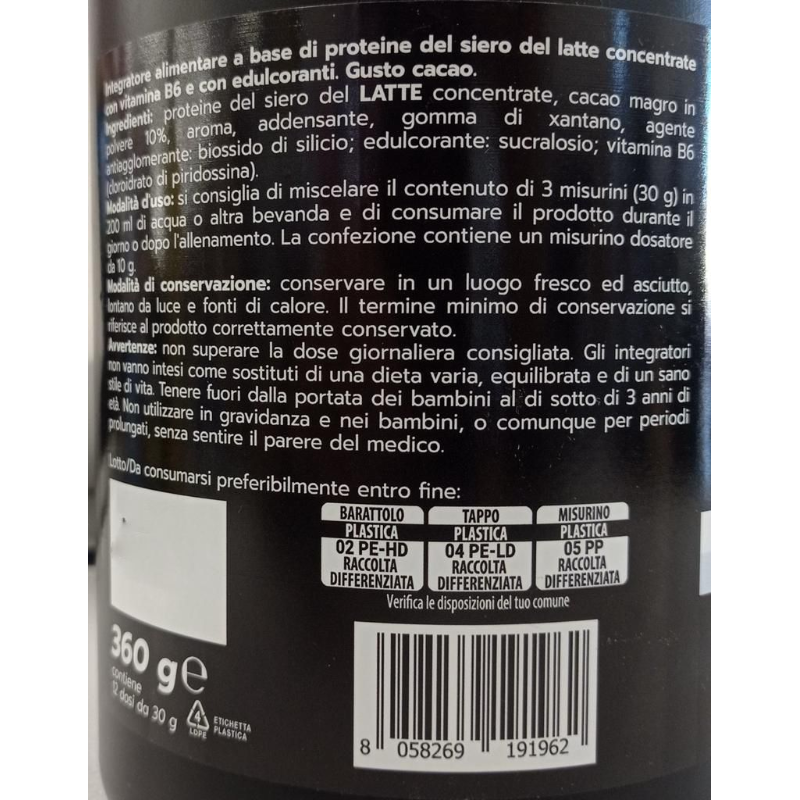 Integratore alimentare a base di proteine del siero del latte concentrate
con vitamina B6 e con edulcoranti. Gusto cacao.
Ingredienti: proteine del siero del LATTE concentrate, cacao magro in
polvere 10%, aroma, addensante, gomma di xantano, agente
antiagglomerante: biossido di silicio; edulcorante: sucralosio; vitamina B6
(cloroidrato di piridossina).
Modalità d'uso: si consiglia di miscelare il contenuto di 3 misurini (30 g) in
200 ml di acqua o altra bevanda e di consumare il prodotto durante il
giorno o dopo l'allenamento. La confezione contiene un misurino dosatore
da 10 g.
Modalità di conservazione: conservare in un luogo fresco ed asciutto,
lontano da luce e fonti di calore. Il termine minimo di conservazione si
riferisce al prodotto correttamente conservato.
Avvertenze: non superare la dose giornaliera consigliata. Gli integratori
non vanno intesi come sostituti di una dieta varia, equilibrata e di un sano
stile di vita. Tenere fuori dalla portata dei bambini al di sotto di 3 anni di
età. Non utilizzare in gravidanza e nei bambini, o comunque per periodi
prolungati, senza sentire il parere del medico.
Lotto/Da consumarsi preferibilmente entro fine:
BARATTOLO TAPPO MISURINO
PLASTICA PLASTICA PLASTICA
02 PE-HD 04 PE-LD 05 PP
RACCOLTA RACCOLTA RACCOLTA
DIFFERENZIATA DIFFERENZIATA DIFFERENZIATA
Verifica le disposizioni del tuo comune
360 g e
contiene
12 dosi da 30 g
4
LDPE
ETICHETTA
PLASTICA
8 058269 191962